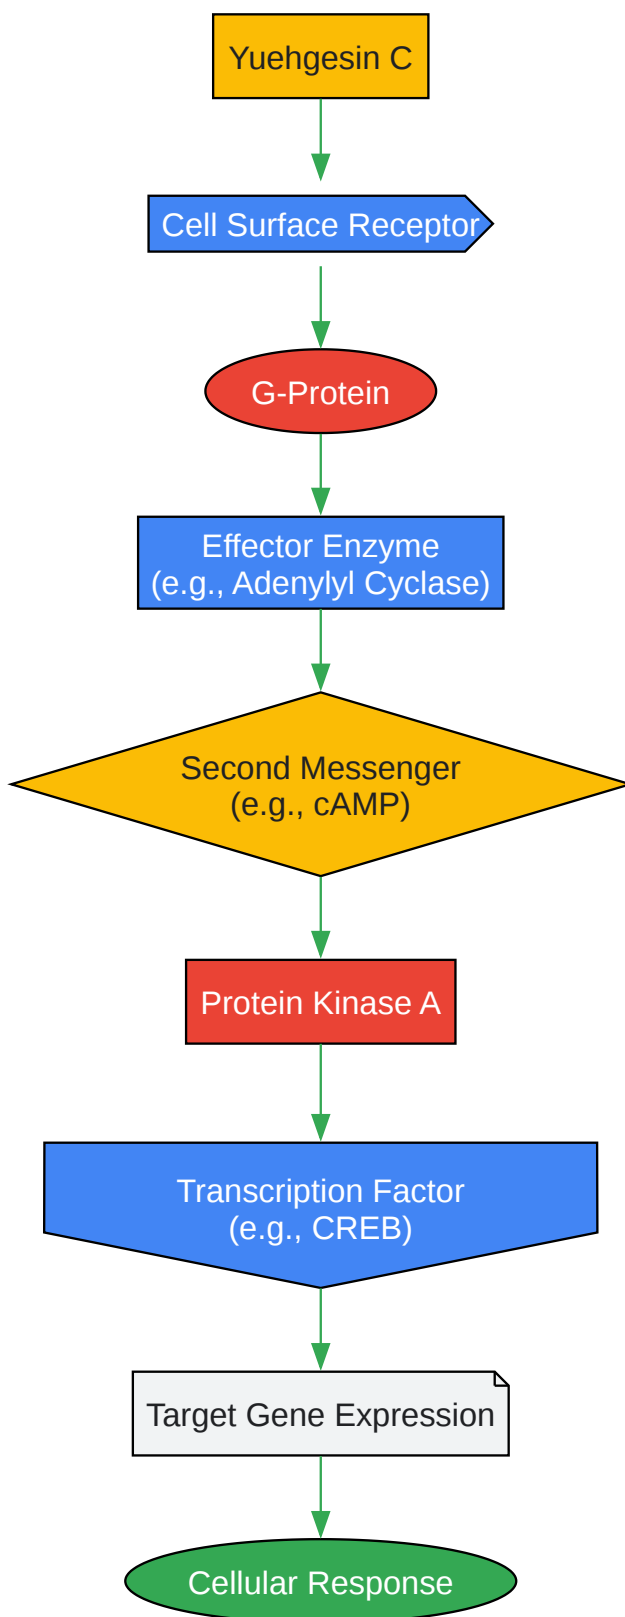 Yuehgesin C
Cell Surface Receptor
G-Protein
Effector Enzyme
(e.g., Adenylyl Cyclase)
Second Messenger
(e.g., cAMP)
Protein Kinase A
Transcription Factor
(e.g., CREB)
Target Gene Expression
Cellular Response